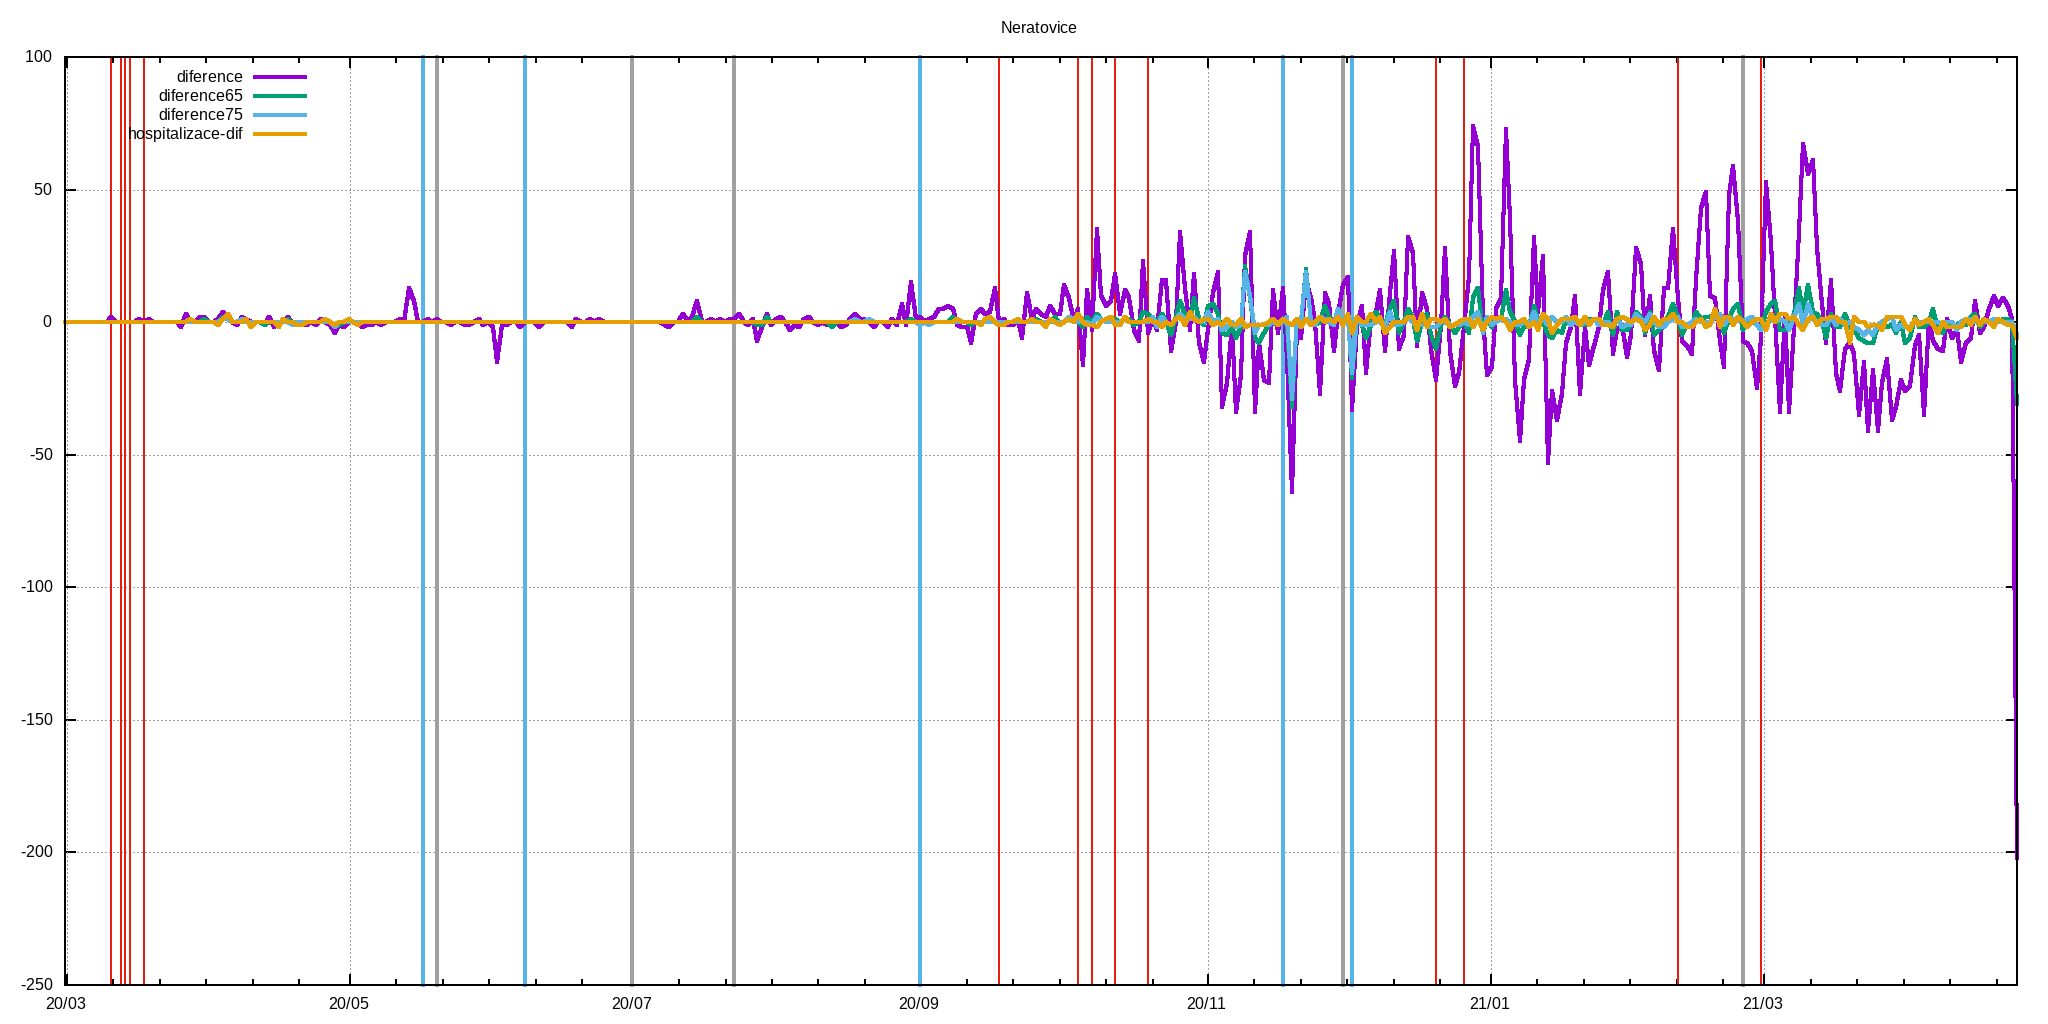 Neratovice
100
diference
diference65
diference75
hospitalizace-dif
50
0
-50
-100
-150
-200
-250
20/03 20/05 20/07 20/09 20/11 21/01 21/03